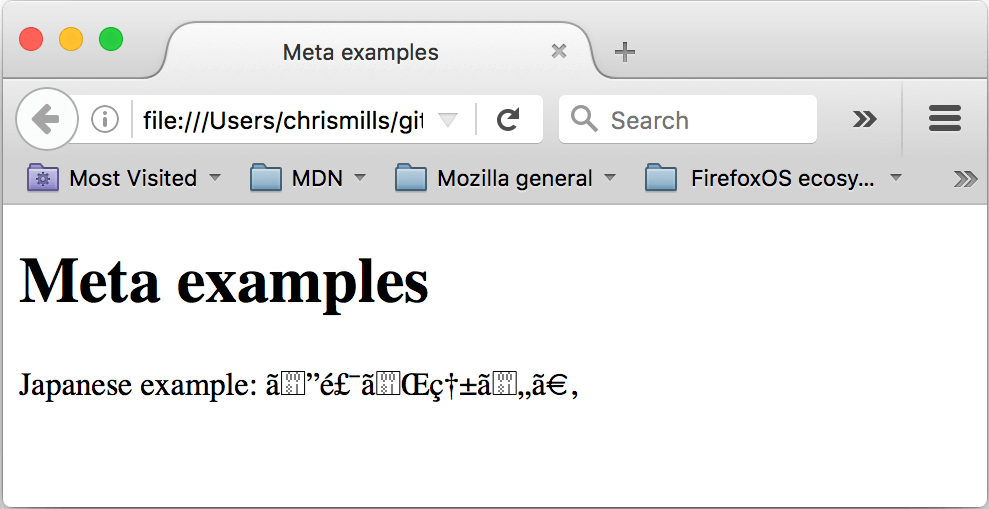 Meta examples
file:///Users/chrismills/git
Search
Most Visited MDN Mozilla general FirefoxOS ecosy...
Meta examples
Japanese example: ã”é£¯ãŒç†±ã„ã€‚